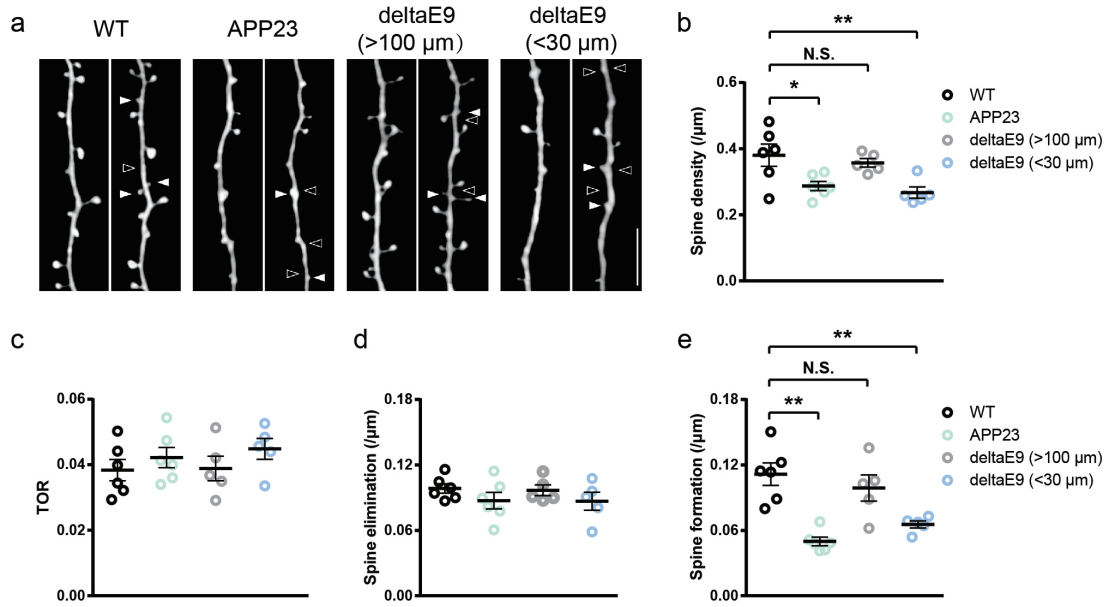 a
WT
APP23
deltaE9
(>100 μm)
deltaE9
(<30 μm)
b
**
N.S.
*
0.6
0.4
0.2
0.0
Spine density (/μm)
WT
APP23
deltaE9 (>100 μm)
deltaE9 (<30 μm)
c
0.06
0.04
0.02
0.00
TOR
d
0.18
0.12
0.06
0.00
Spine elimination (/μm)
e
**
N.S.
**
0.18
0.12
0.06
0.00
Spine formation (/μm)
WT
APP23
deltaE9 (>100 μm)
deltaE9 (<30 μm)